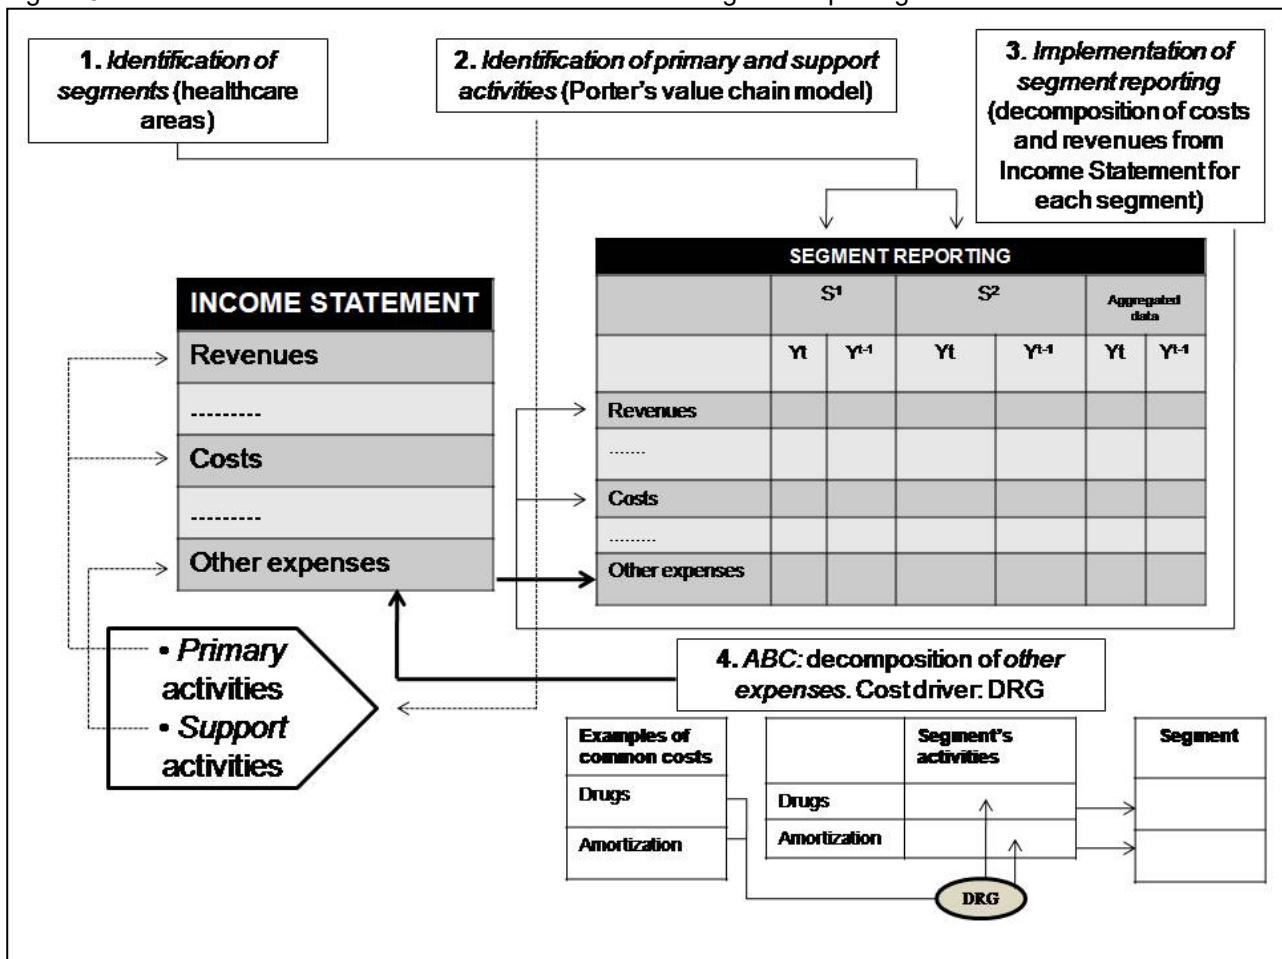 1. Identification of
segments (healthcare
areas)
2. Identification of primary and support
activities (Porter's value chain model)
3. Implementation of
segment reporting
(decomposition of costs
and revenues from
Income Statement for
each segment)
SEGMENT REPORTING
S1 S2 Aggregated
data
Yt Yt-1 Yt Yt-1 Yt Yt-1
Revenues
.......
Costs
.........
Other expenses
INCOME STATEMENT
Revenues
---------
Costs
---------
Other expenses
• Primary
activities
• Support
activities
4. ABC: decomposition of other
expenses. Cost driver: DRG
Examples of
common costs
Drugs
Amortization
Segment's
activities
Drugs
Amortization
Segment
DRG